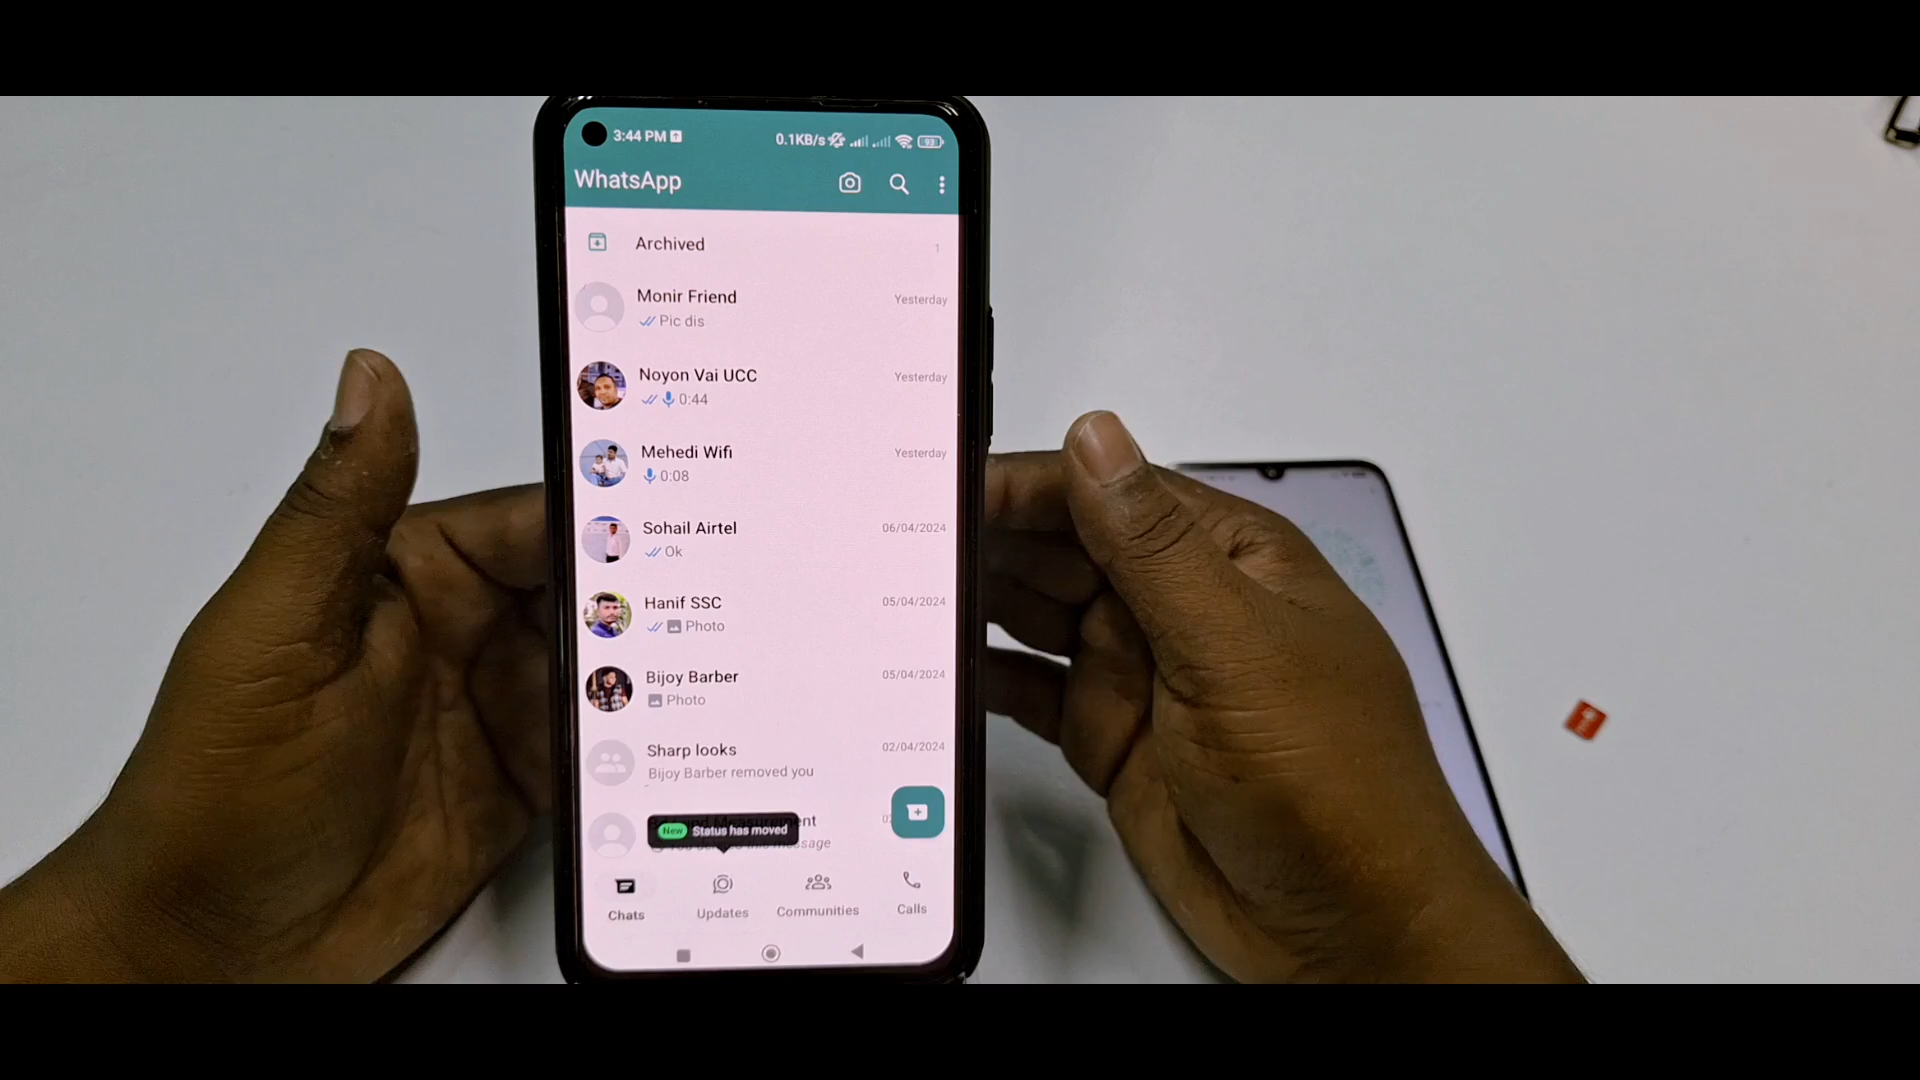 3:44 PM
0.1KB/s
93
WhatsApp
Archived
1
Monir Friend
Yesterday
Pic dis
Noyon Vai UCC
Yesterday
0:44
Mehedi Wifi
Yesterday
0:08
Sohail Airtel
06/04/2024
Ok
Hanif SSC
05/04/2024
Photo
Bijoy Barber
05/04/2024
Photo
Sharp looks
02/04/2024
Bijoy Barber removed you
New Status has moved
Chats
Updates
Communities
Calls